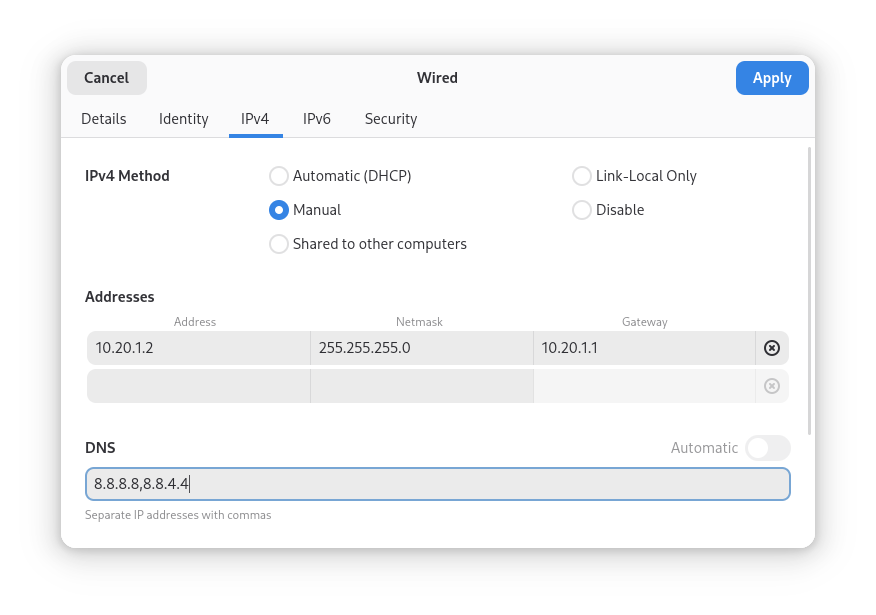 Cancel Wired Apply
Details Identity IPv4 IPv6 Security
IPv4 Method Automatic (DHCP) Link-Local Only
Manual Disable
Shared to other computers
Addresses
Address Netmask Gateway
10.20.1.2 255.255.255.0 10.20.1.1
DNS Automatic
8.8.8.8,8.8.4.4
Separate IP addresses with commas